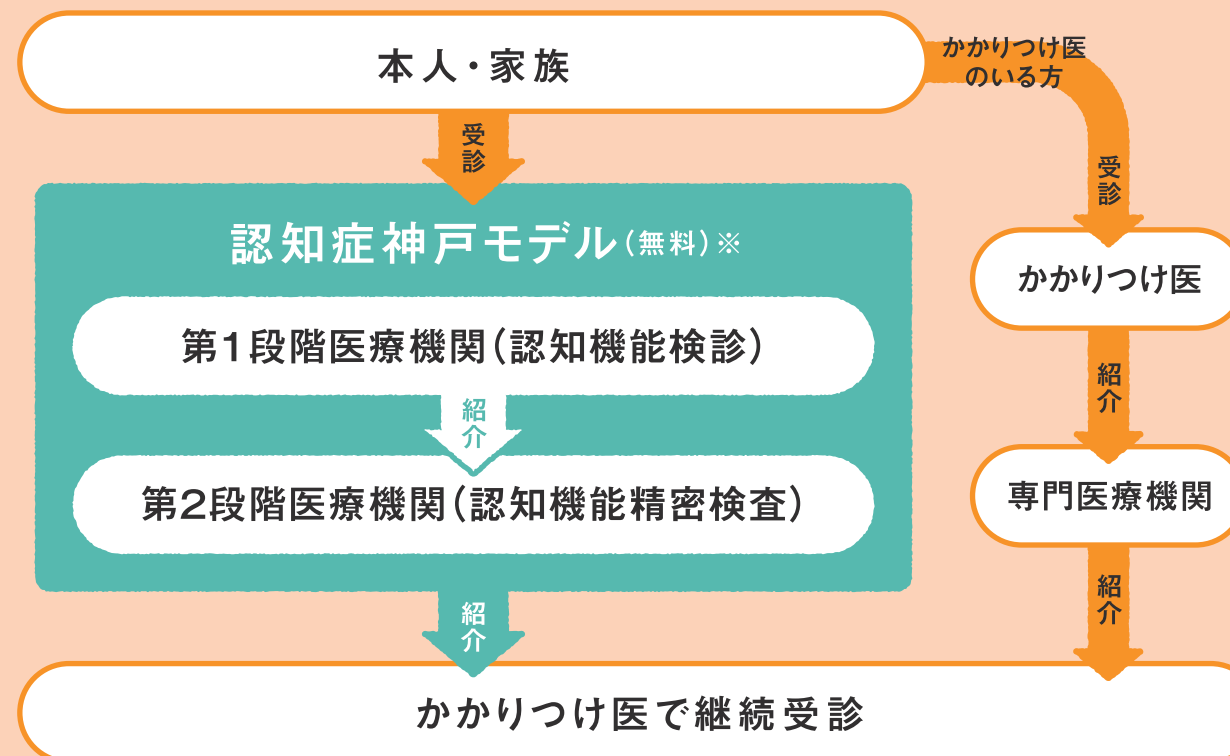 本人・家族
かかりつけ医
のいる方
受診
受診
認知症神戸モデル(無料)※
かかりつけ医
第1段階医療機関(認知機能検診)
紹介
紹介
第2段階医療機関(認知機能精密検査)
専門医療機関
紹介
紹介
かかりつけ医で継続受診